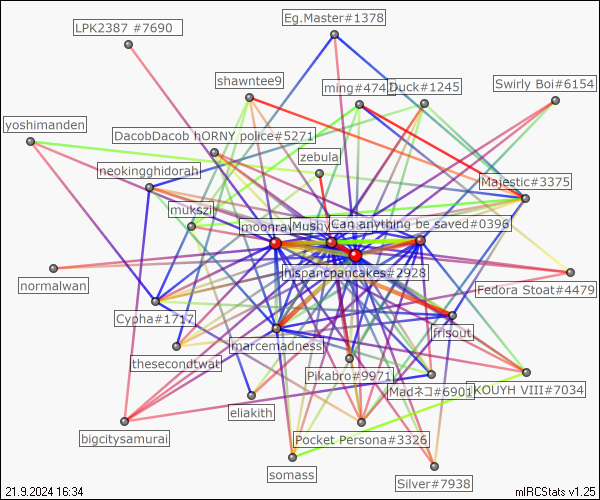 Eg.Master#1378
LPK2387 #7690
shawntee9
ming#474
Duck#1245
Swirly Boi#6154
yoshimanden
DacobDacob hORNY police#5271
zebula
neokingghidorah
Majestic#3375
mukszil
Can anything be saved#0396
hispancpancakes#2928
normalwan
Fedora Stoat#4479
Cypha#1717
frisout
marcemadness
thesecondtwat
Pikabro#9971
Madネコ#6901
KOUYH VIII#7034
eliakith
bigcitysamurai
Pocket Persona#3326
somass
Silver#7938
21.9.2024 16:34
mIRCStats v1.25